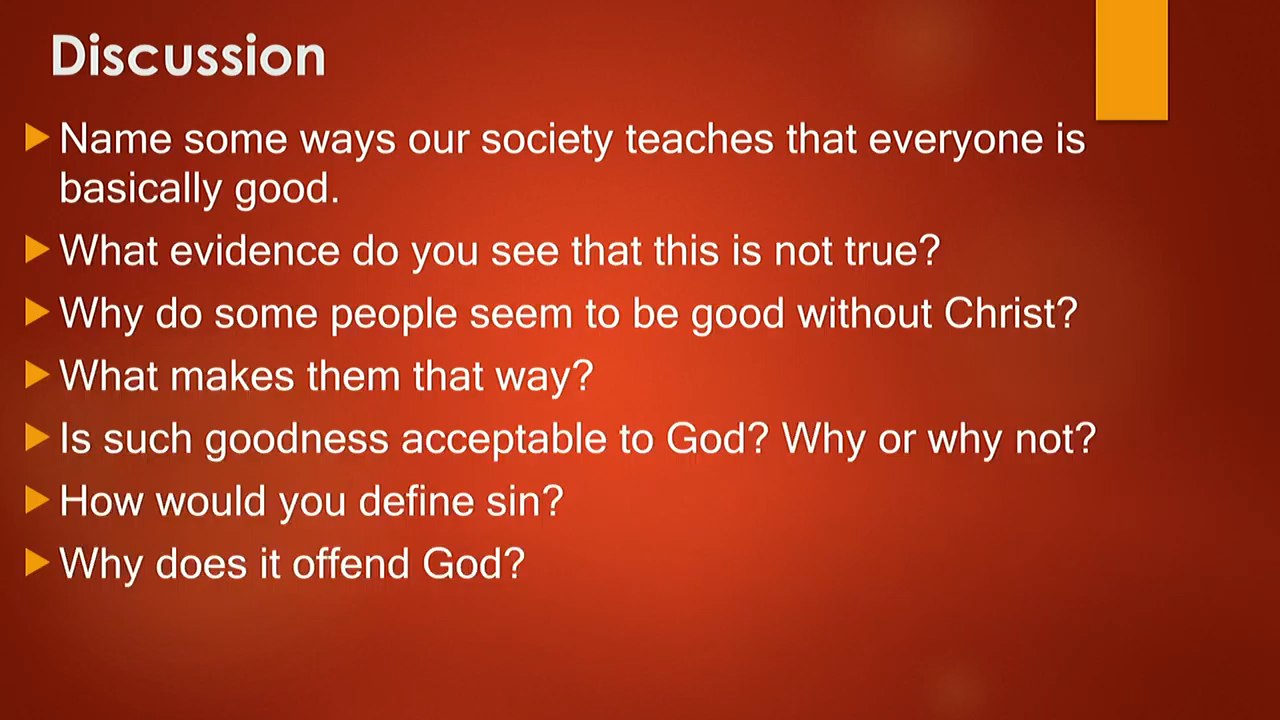 Discussion
Name some ways our society teaches that everyone is
basically good.
What evidence do you see that this is not true?
Why do some people seem to be good without Christ?
What makes them that way?
Is such goodness acceptable to God? Why or why not?
How would you define sin?
Why does it offend God?